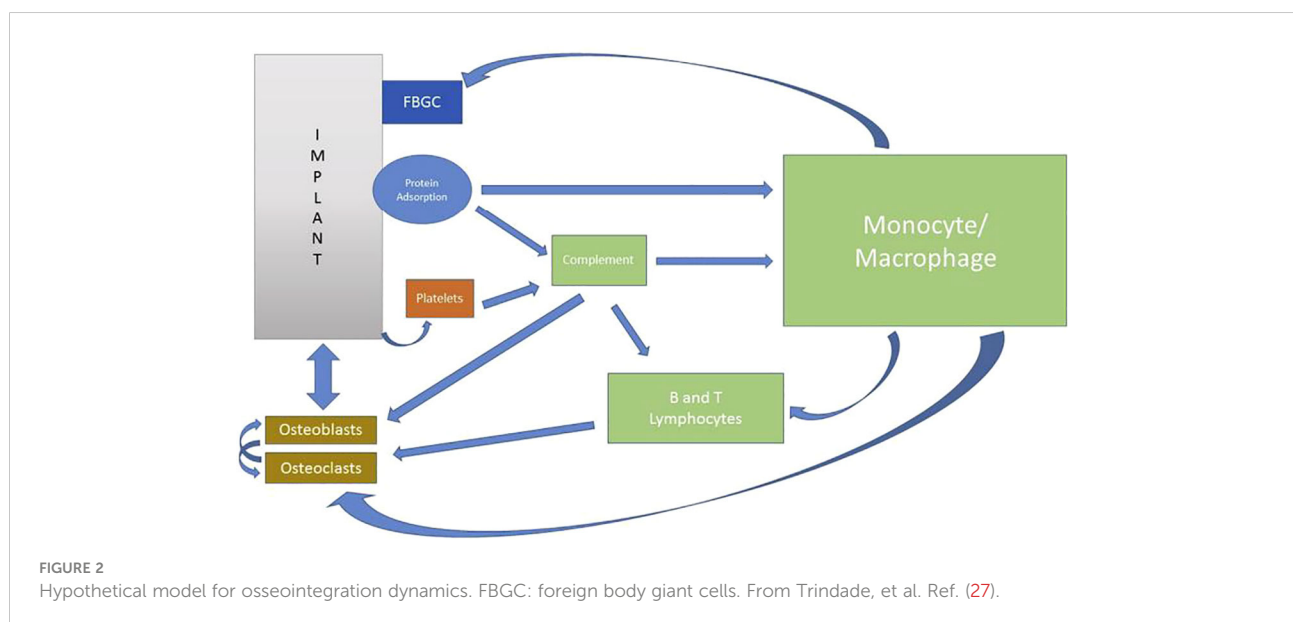 I
M
P
L
A
N
T
FBGC
Protein
Adsorption
Monocyte/
Macrophage
Complement
Platelets
B and T
Lymphocytes
Osteoblasts
Osteoclasts
FIGURE 2
Hypothetical model for osseointegration dynamics. FBGC: foreign body giant cells. From Trindade, et al. Ref. (27).